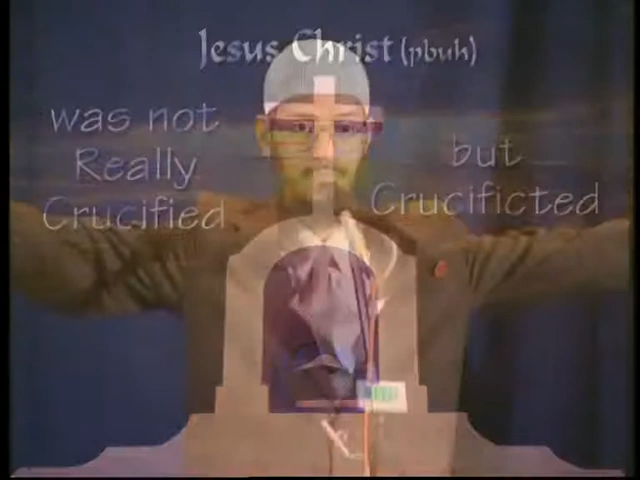 Jesus Christ (pbuh)
was not
Really
Crucified
but
Crucificted